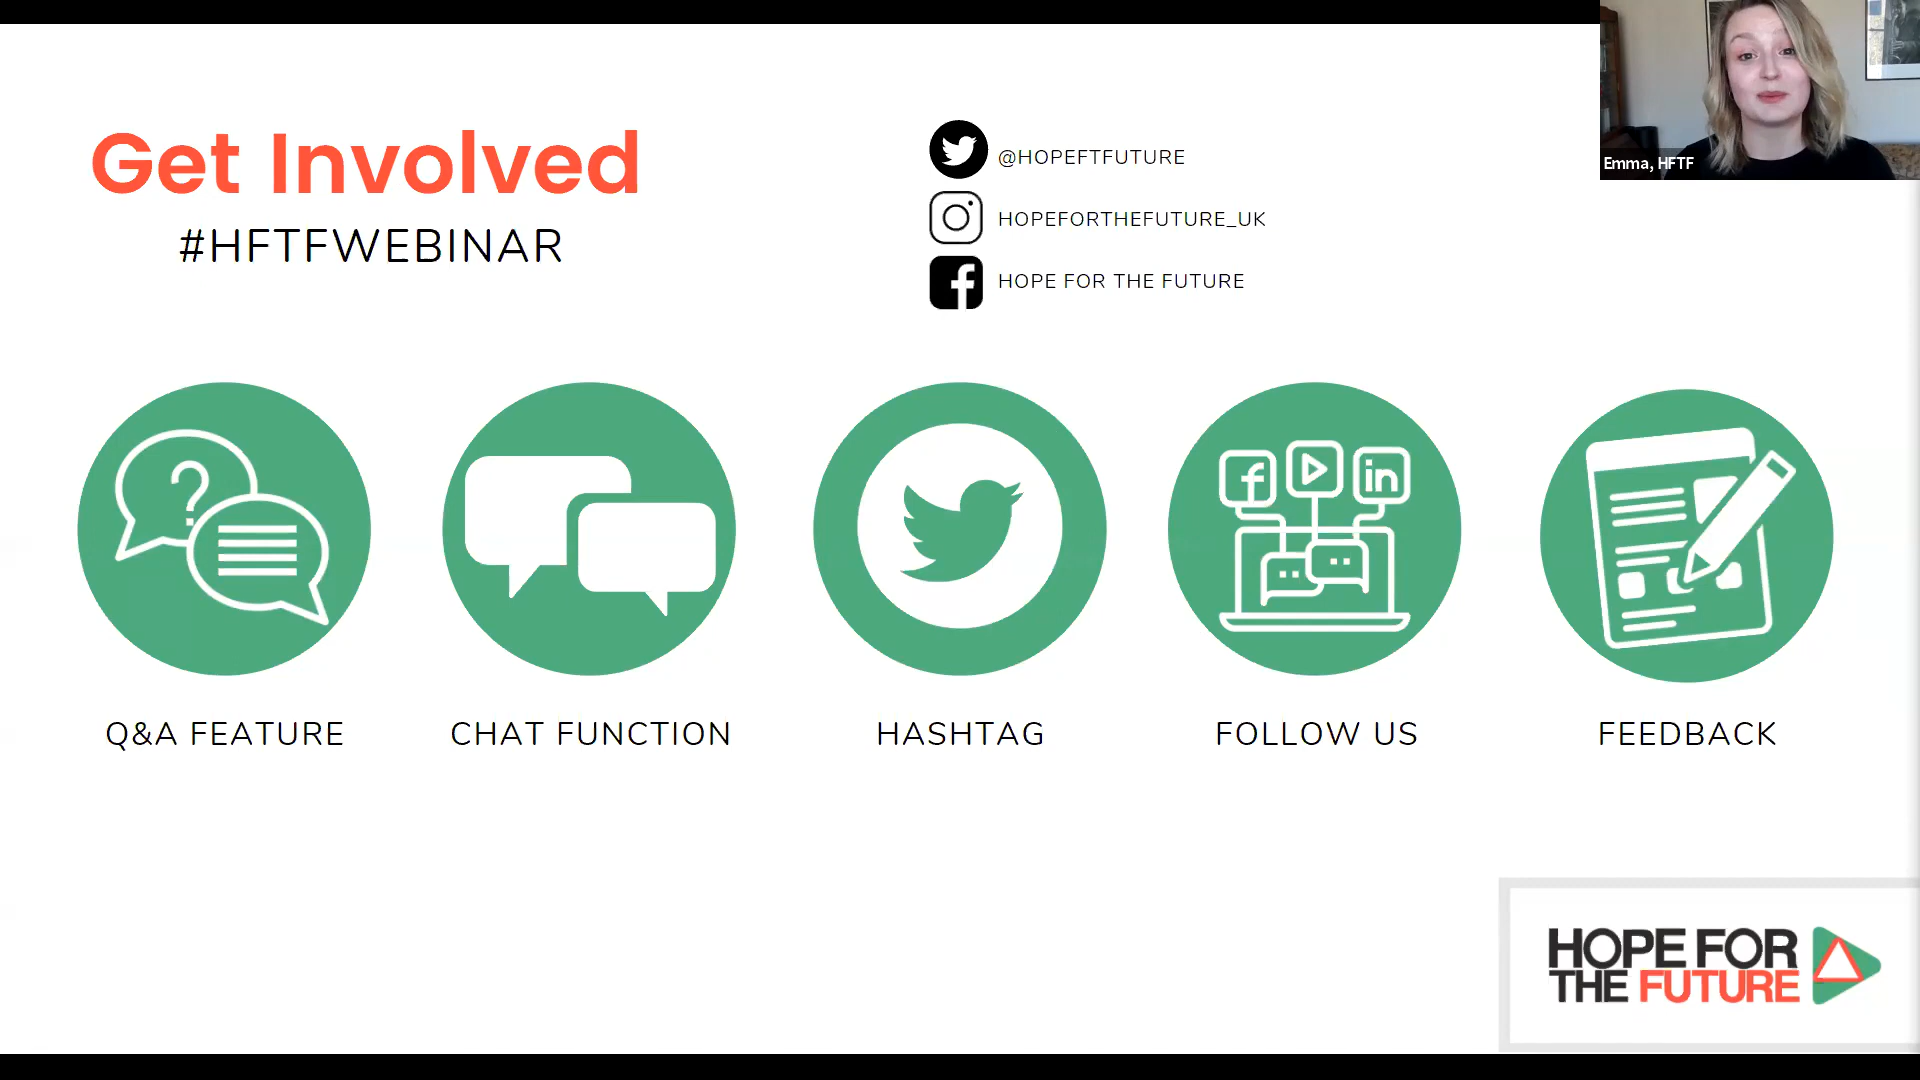 Get Involved
#HFTFWEBINAR
@HOPEFTFUTURE
HOPEFORTHEFUTURE_UK
HOPE FOR THE FUTURE
Emma, HFTF
?
f
in
Q&A FEATURE
CHAT FUNCTION
HASHTAG
FOLLOW US
FEEDBACK
HOPE FOR
THE FUTURE